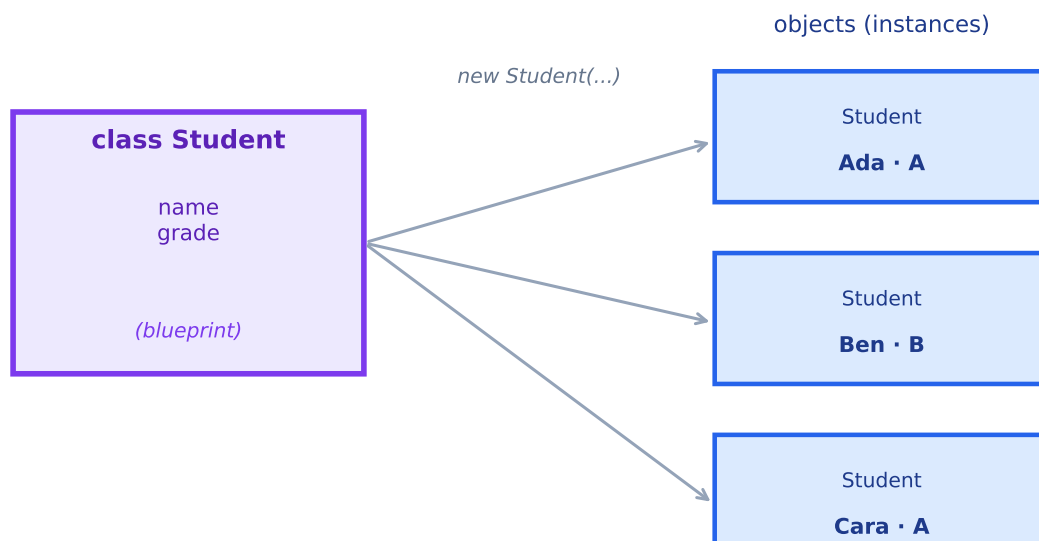 objects (instances)
new Student(...)
class Student
name
grade
(blueprint)
Student
Ada · A
Student
Ben · B
Student
Cara · A